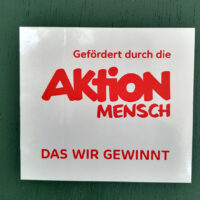 Gefördert durch die
AKTION
MENSCH
DAS WIR GEWINNT